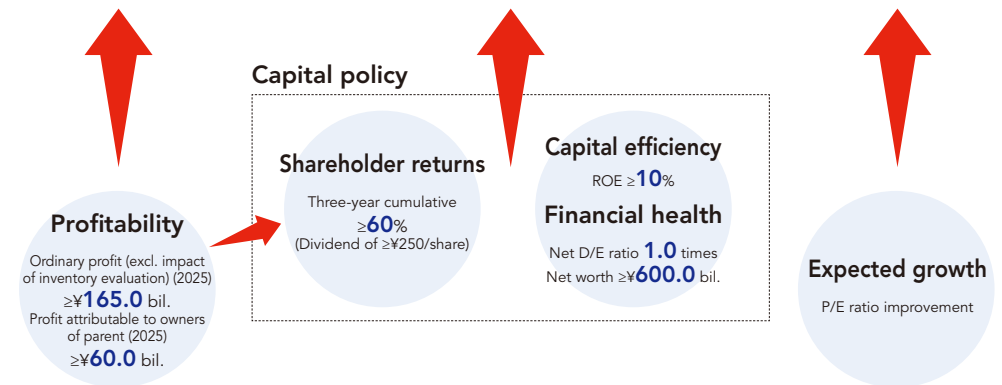 Capital policy
Profitability
Ordinary profit (excl. impact
of inventory evaluation) (2025)
≥¥165.0 bil.
Profit attributable to owners
of parent (2025)
≥¥60.0 bil.
Shareholder returns
Three-year cumulative
≥60%
(Dividend of ≥¥250/share)
Capital efficiency
ROE ≥10%
Financial health
Net D/E ratio 1.0 times
Net worth ≥¥600.0 bil.
Expected growth
P/E ratio improvement